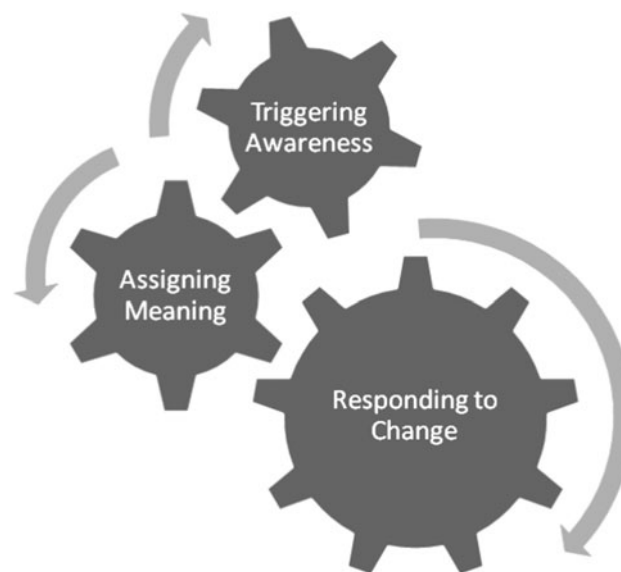 Triggering
Awareness
Assigning
Meaning
Responding to
Change